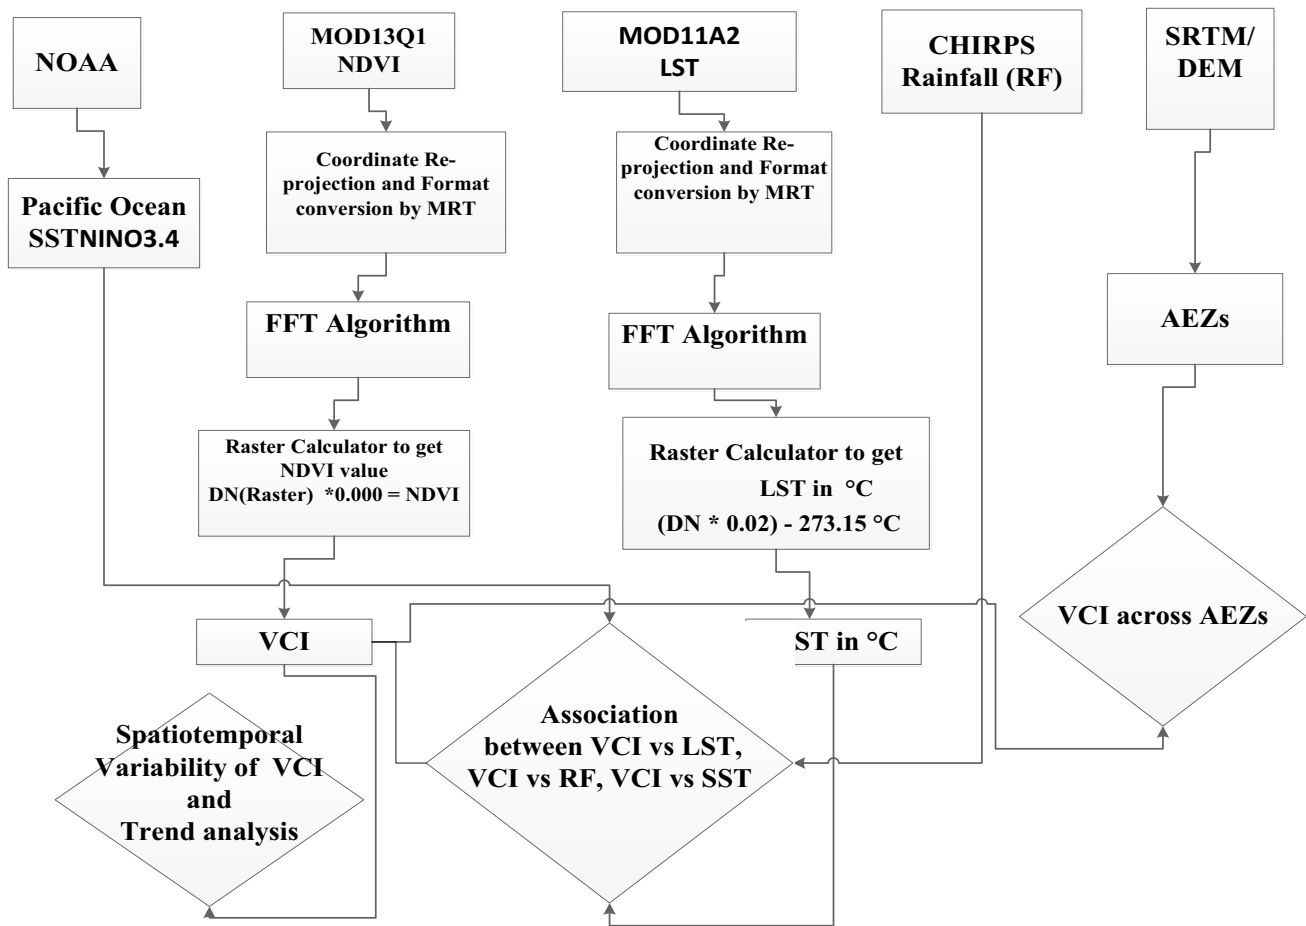 NOAA
MOD13Q1
NDVI
MOD11A2
LST
CHIRPS
Rainfall (RF)
SRTM/
DEM
Pacific Ocean
SSTNINO3.4
Coordinate Re-
projection and Format
conversion by MRT
Coordinate Re-
projection and Format
conversion by MRT
FFT Algorithm
FFT Algorithm
AEZs
Raster Calculator to get
NDVI value
DN(Raster) *0.000 = NDVI
Raster Calculator to get
LST in °C
(DN * 0.02) - 273.15 °C
VCI
ST in °C
VCI across AEZs
Spatiotemporal
Variability of VCI
and
Trend analysis
Association
between VCI vs LST,
VCI vs RF, VCI vs SST